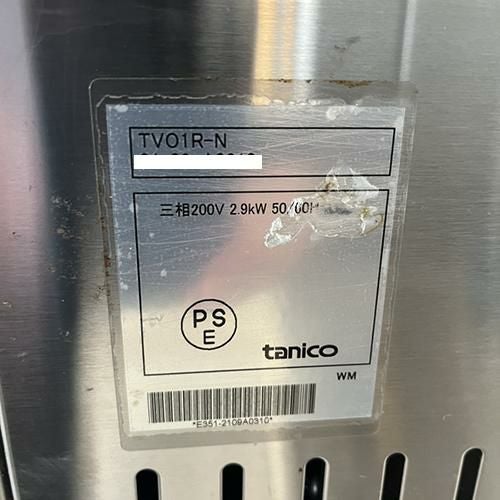 TVO1R-N
三相200V 2.9kW 50/60H
PS
E
tanico
WM
*E351-2109A0310*